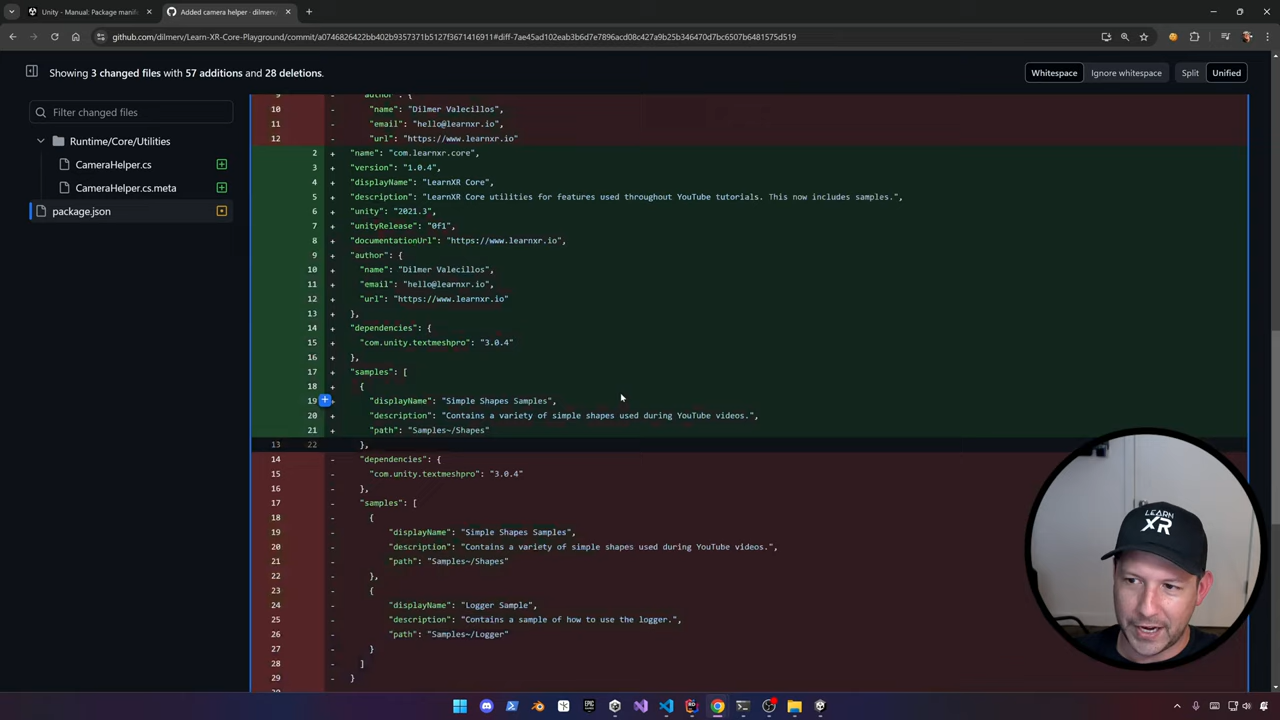 Unity - Manual: Package manife
Added camera helper · dilmerv/
github.com/dilmerv/Learn-XR-Core-Playground/commit/a0746826422bb402b9357371b5127f3671416911#diff-7ae45ad102eab3b6d7e7896acd08c427a9b25b346470d7bc6507b6481575d519
Showing 3 changed files with 57 additions and 28 deletions.
Whitespace
Ignore whitespace
Split
Unified
Filter changed files
Runtime/Core/Utilities
CameraHelper.cs
CameraHelper.cs.meta
package.json
9 - "author": {
10 - "name": "Dilmer Valecillos",
11 - "email": "hello@learnxr.io",
12 - "url": "https://www.learnxr.io"
2 + "name": "com.learnxr.core",
3 + "version": "1.0.4",
4 + "displayName": "LearnXR Core",
5 + "description": "LearnXR Core utilities for features used throughout YouTube tutorials. This now includes samples.",
6 + "unity": "2021.3",
7 + "unityRelease": "0f1",
8 + "documentationUrl": "https://www.learnxr.io",
9 + "author": {
10 + "name": "Dilmer Valecillos",
11 + "email": "hello@learnxr.io",
12 + "url": "https://www.learnxr.io"
13 + },
14 + "dependencies": {
15 + "com.unity.textmeshpro": "3.0.4"
16 + },
17 + "samples": [
18 + {
19 + "displayName": "Simple Shapes Samples",
20 + "description": "Contains a variety of simple shapes used during YouTube videos.",
21 + "path": "Samples~/Shapes"
13 22 },
14 - "dependencies": {
15 - "com.unity.textmeshpro": "3.0.4"
16 - },
17 - "samples": [
18 - {
19 - "displayName": "Simple Shapes Samples",
20 - "description": "Contains a variety of simple shapes used during YouTube videos.",
21 - "path": "Samples~/Shapes"
22 - },
23 - {
24 - "displayName": "Logger Sample",
25 - "description": "Contains a sample of how to use the logger.",
26 - "path": "Samples~/Logger"
27 - }
28 - ]
29 - }
LEARN
XR